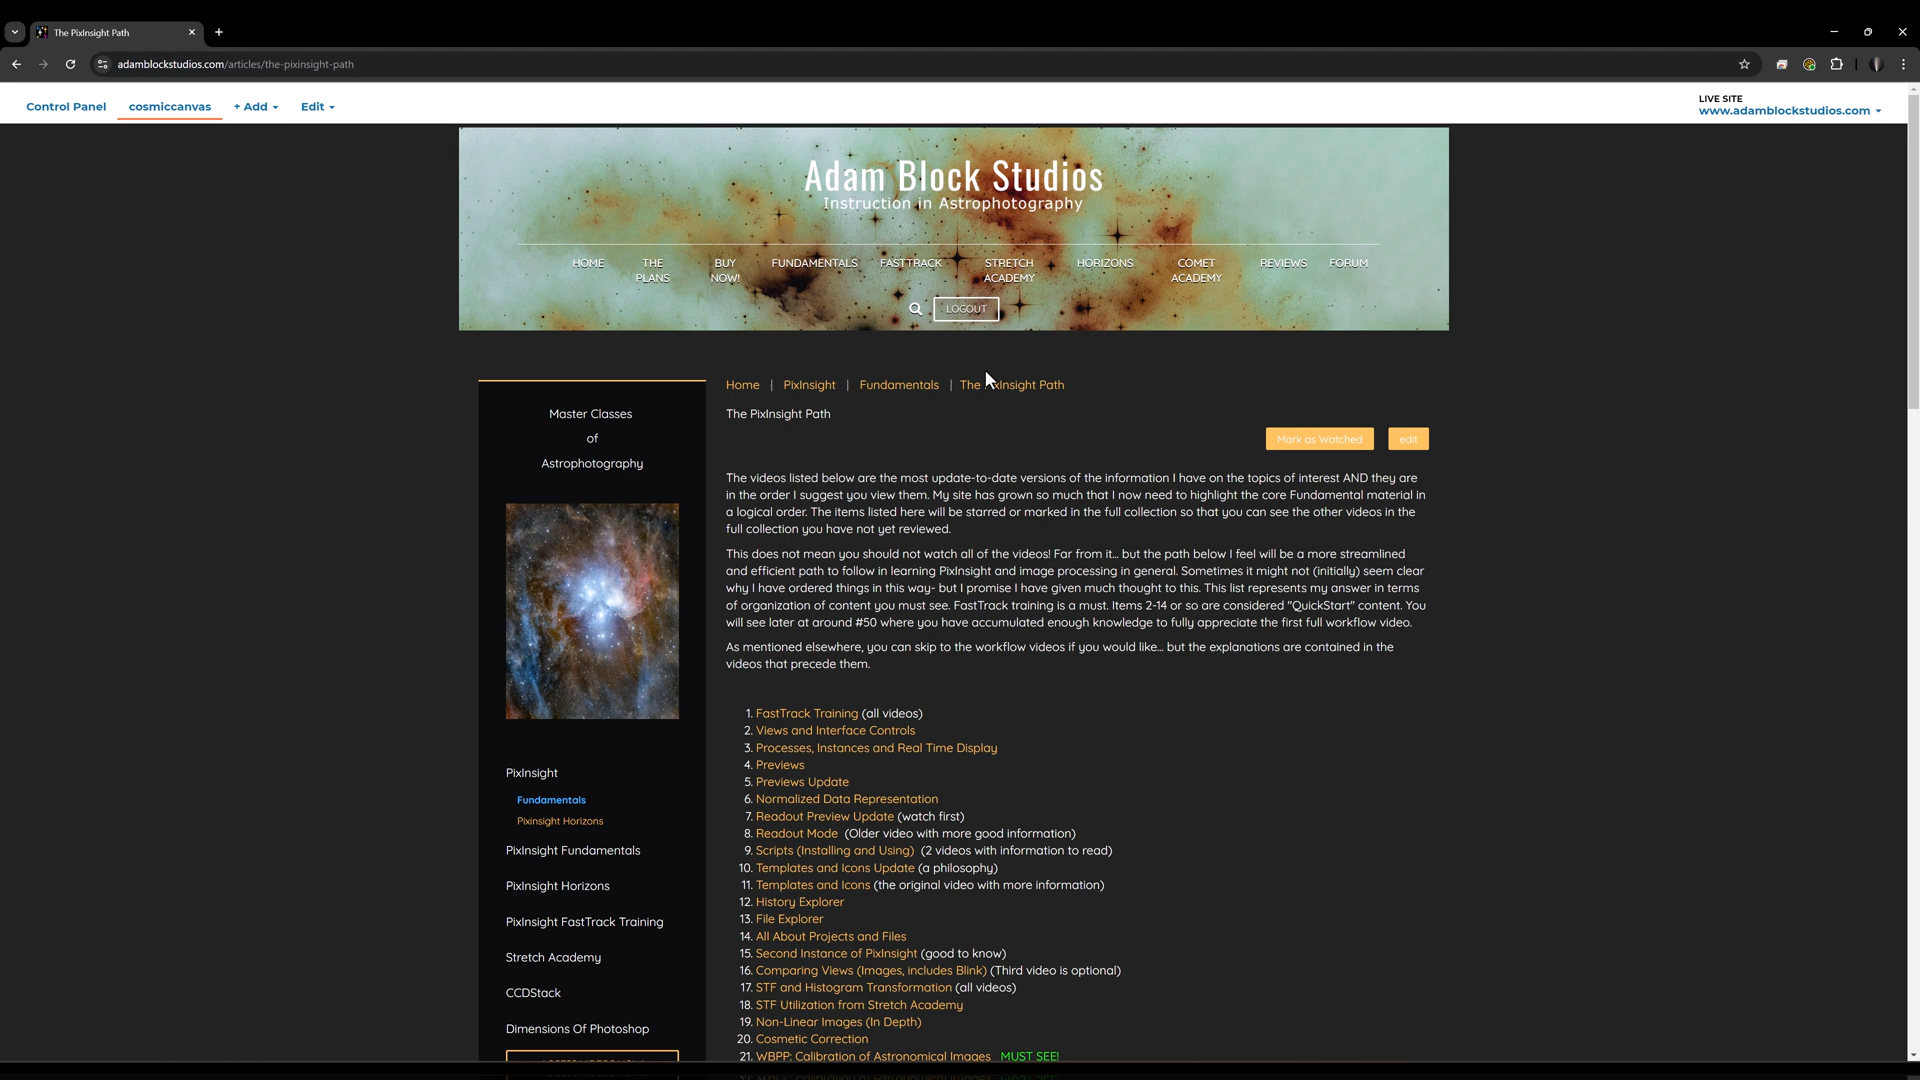 The PixInsight Path
adamblockstudios.com/articles/the-pixinsight-path
Control Panel
cosmiccanvas
+ Add
Edit
LIVE SITE
www.adamblockstudios.com
Adam Block Studios
Instruction in Astrophotography
HOME
THE PLANS
BUY NOW!
FUNDAMENTALS
FASTTRACK
STRETCH ACADEMY
HORIZONS
COMET ACADEMY
REVIEWS
FORUM
LOGOUT
Master Classes
of
Astrophotography
PixInsight
Fundamentals
Pixinsight Horizons
PixInsight Fundamentals
PixInsight Horizons
PixInsight FastTrack Training
Stretch Academy
CCDStack
Dimensions Of Photoshop
Home | PixInsight | Fundamentals | The PixInsight Path
The PixInsight Path
Mark as Watched
edit
The videos listed below are the most update-to-date versions of the information I have on the topics of interest AND they are
in the order I suggest you view them. My site has grown so much that I now need to highlight the core Fundamental material in
a logical order. The items listed here will be starred or marked in the full collection so that you can see the other videos in the
full collection you have not yet reviewed.
This does not mean you should not watch all of the videos! Far from it... but the path below I feel will be a more streamlined
and efficient path to follow in learning PixInsight and image processing in general. Sometimes it might not (initially) seem clear
why I have ordered things in this way- but I promise I have given much thought to this. This list represents my answer in terms
of organization of content you must see. FastTrack training is a must. Items 2-14 or so are considered "QuickStart" content. You
will see later at around #50 where you have accumulated enough knowledge to fully appreciate the first full workflow video.
As mentioned elsewhere, you can skip to the workflow videos if you would like... but the explanations are contained in the
videos that precede them.
1. FastTrack Training (all videos)
2. Views and Interface Controls
3. Processes, Instances and Real Time Display
4. Previews
5. Previews Update
6. Normalized Data Representation
7. Readout Preview Update (watch first)
8. Readout Mode (Older video with more good information)
9. Scripts (Installing and Using) (2 videos with information to read)
10. Templates and Icons Update (a philosophy)
11. Templates and Icons (the original video with more information)
12. History Explorer
13. File Explorer
14. All About Projects and Files
15. Second Instance of PixInsight (good to know)
16. Comparing Views (Images, includes Blink) (Third video is optional)
17. STF and Histogram Transformation (all videos)
18. STF Utilization from Stretch Academy
19. Non-Linear Images (In Depth)
20. Cosmetic Correction
21. WBPP: Calibration of Astronomical Images MUST SEE!